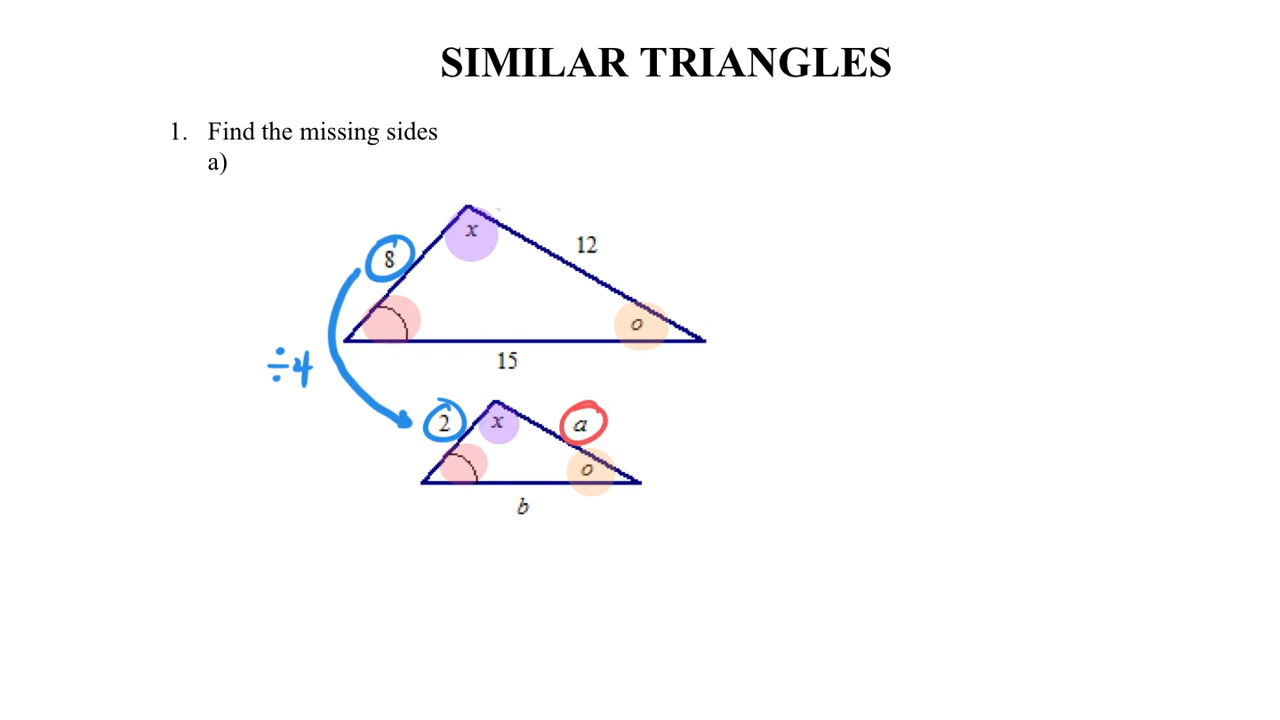 SIMILAR TRIANGLES
1. Find the missing sides
a)
x
12
8
o
15
÷4
2
x
a
o
b